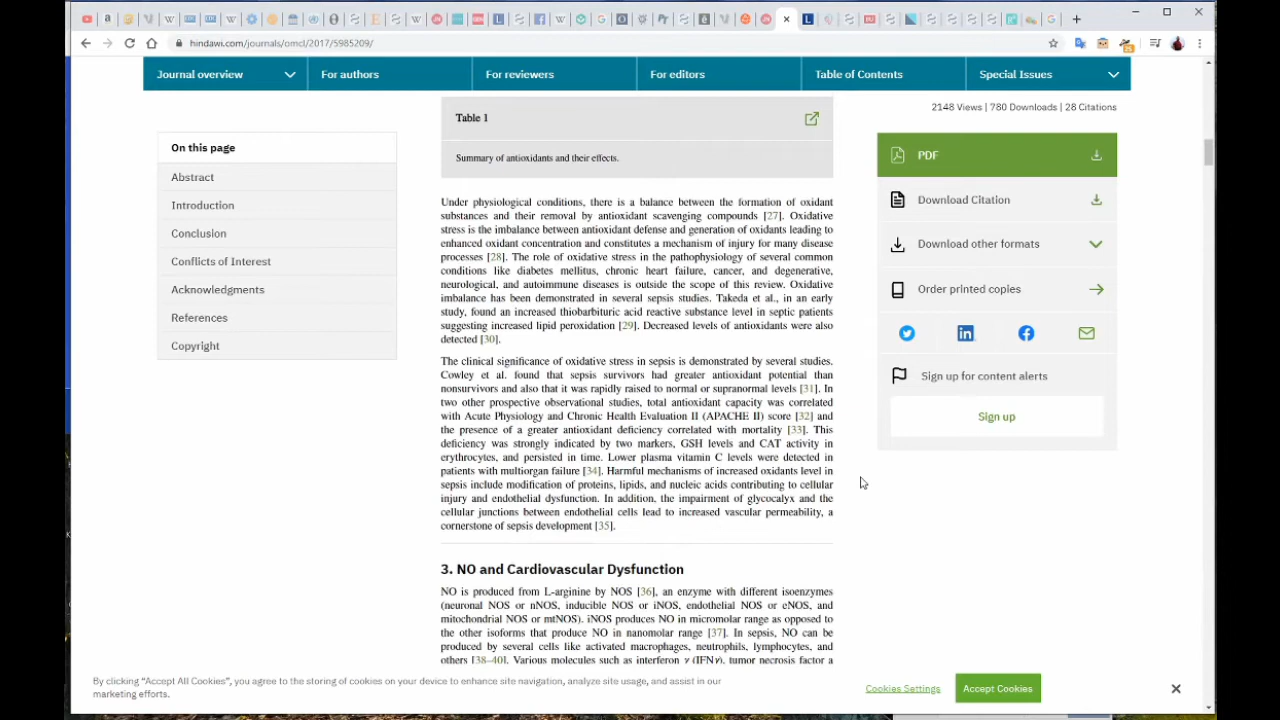 hindawi.com/journals/omcl/2017/5985209/
Journal overview
For authors
For reviewers
For editors
Table of Contents
Special Issues
2148 Views | 780 Downloads | 28 Citations
On this page
Abstract
Introduction
Conclusion
Conflicts of Interest
Acknowledgments
References
Copyright
Table 1
Summary of antioxidants and their effects.
Under physiological conditions, there is a balance between the formation of oxidant
substances and their removal by antioxidant scavenging compounds [27]. Oxidative
stress is the imbalance between antioxidant defense and generation of oxidants leading to
enhanced oxidant concentration and constitutes a mechanism of injury for many disease
processes [28]. The role of oxidative stress in the pathophysiology of several common
conditions like diabetes mellitus, chronic heart failure, cancer, and degenerative,
neurological, and autoimmune diseases is outside the scope of this review. Oxidative
imbalance has been demonstrated in several sepsis studies. Takeda et al., in an early
study, found an increased thiobarbituric acid reactive substance level in septic patients
suggesting increased lipid peroxidation [29]. Decreased levels of antioxidants were also
detected [30].
The clinical significance of oxidative stress in sepsis is demonstrated by several studies.
Cowley et al. found that sepsis survivors had greater antioxidant potential than
nonsurvivors and also that it was rapidly raised to normal or supranormal levels [31]. In
two other prospective observational studies, total antioxidant capacity was correlated
with Acute Physiology and Chronic Health Evaluation II (APACHE II) score [32] and
the presence of a greater antioxidant deficiency correlated with mortality [33]. This
deficiency was strongly indicated by two markers, GSH levels and CAT activity in
erythrocytes, and persisted in time. Lower plasma vitamin C levels were detected in
patients with multiorgan failure [34]. Harmful mechanisms of increased oxidants level in
sepsis include modification of proteins, lipids, and nucleic acids contributing to cellular
injury and endothelial dysfunction. In addition, the impairment of glycocalyx and the
cellular junctions between endothelial cells lead to increased vascular permeability, a
cornerstone of sepsis development [35].
3. NO and Cardiovascular Dysfunction
NO is produced from L-arginine by NOS [36], an enzyme with different isoenzymes
(neuronal NOS or nNOS, inducible NOS or iNOS, endothelial NOS or eNOS, and
mitochondrial NOS or mtNOS). iNOS produces NO in micromolar range as opposed to
the other isoforms that produce NO in nanomolar range [37]. In sepsis, NO can be
produced by several cells like activated macrophages, neutrophils, lymphocytes, and
others [38–40]. Various molecules such as interferon γ (IFNγ), tumor necrosis factor a
PDF
Download Citation
Download other formats
Order printed copies
Sign up for content alerts
Sign up
By clicking “Accept All Cookies”, you agree to the storing of cookies on your device to enhance site navigation, analyze site usage, and assist in our
marketing efforts.
Cookies Settings
Accept Cookies